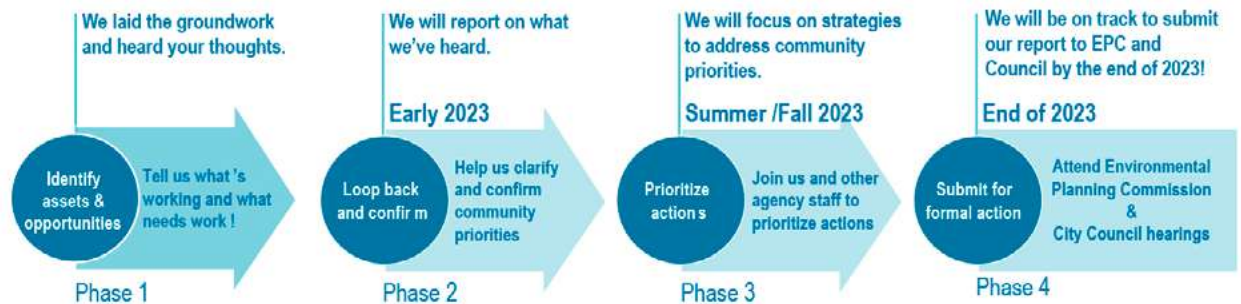 We laid the groundwork
and heard your thoughts.
Identify
assets &
opportunities
Tell us what 's
working and what
needs work !
Phase 1
We will report on what
we've heard.
Early 2023
Loop back
and confir m
Help us clarify
and confirm
community
priorities
Phase 2
We will focus on strategies
to address community
priorities.
Summer /Fall 2023
Prioritize
action s
Join us and other
agency staff to
prioritize actions
Phase 3
We will be on track to submit
our report to EPC and
Council by the end of 2023!
End of 2023
Submit for
formal action
Attend Environmental
Planning Commission
&
City Council hearings
Phase 4